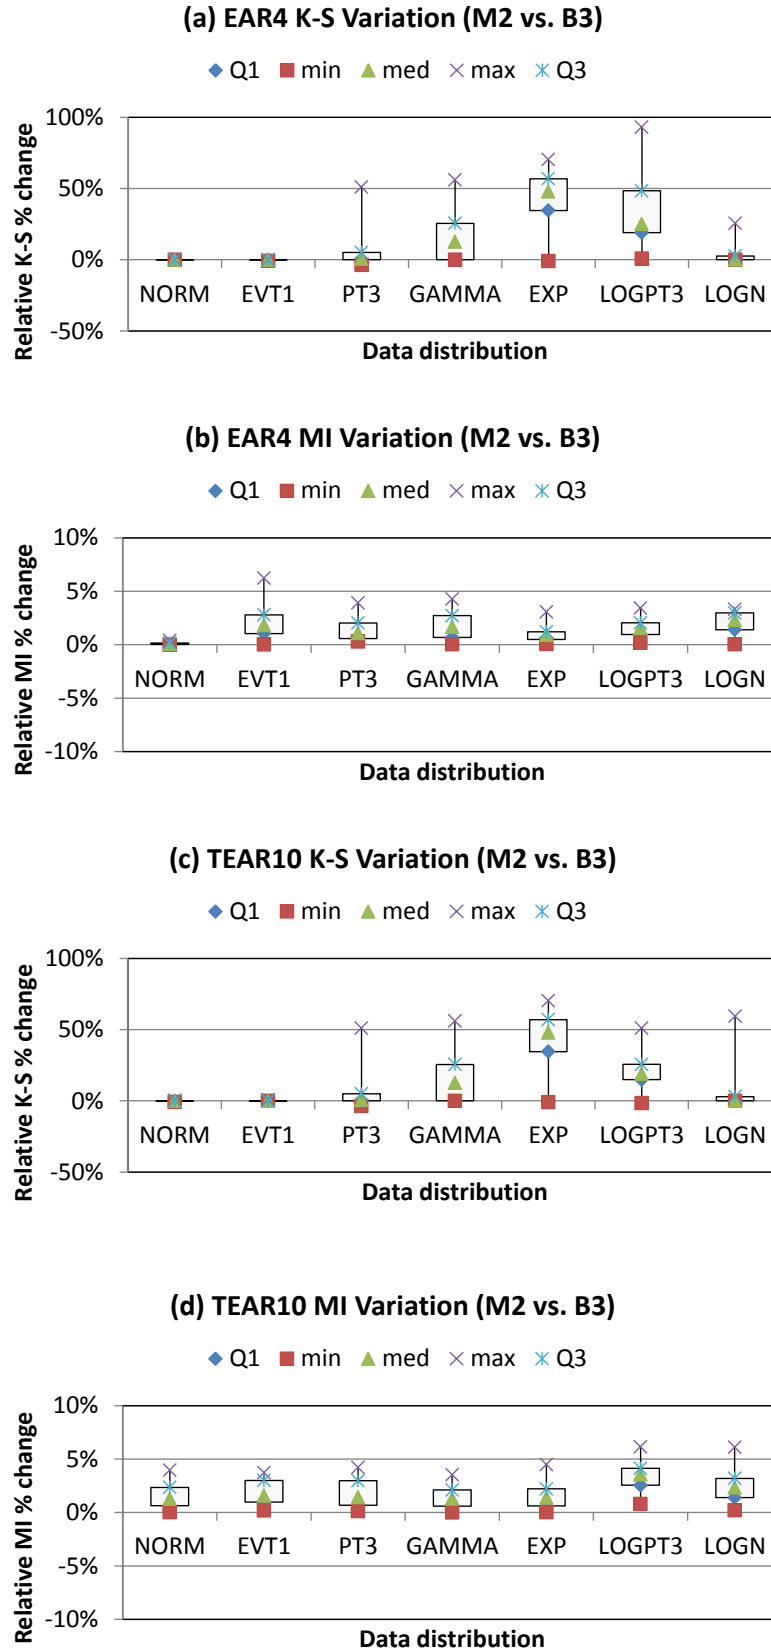 (a) EAR4 K-S Variation (M2 vs. B3)
Q1 min med max Q3
Relative K-S % change
100%
50%
0%
-50%
NORM EVT1 PT3 GAMMA EXP LOGPT3 LOGN
Data distribution
(b) EAR4 MI Variation (M2 vs. B3)
Q1 min med max Q3
Relative MI % change
10%
5%
0%
-5%
-10%
NORM EVT1 PT3 GAMMA EXP LOGPT3 LOGN
Data distribution
(c) TEAR10 K-S Variation (M2 vs. B3)
Q1 min med max Q3
Relative K-S % change
100%
50%
0%
-50%
NORM EVT1 PT3 GAMMA EXP LOGPT3 LOGN
Data distribution
(d) TEAR10 MI Variation (M2 vs. B3)
Q1 min med max Q3
Relative MI % change
10%
5%
0%
-5%
-10%
NORM EVT1 PT3 GAMMA EXP LOGPT3 LOGN
Data distribution